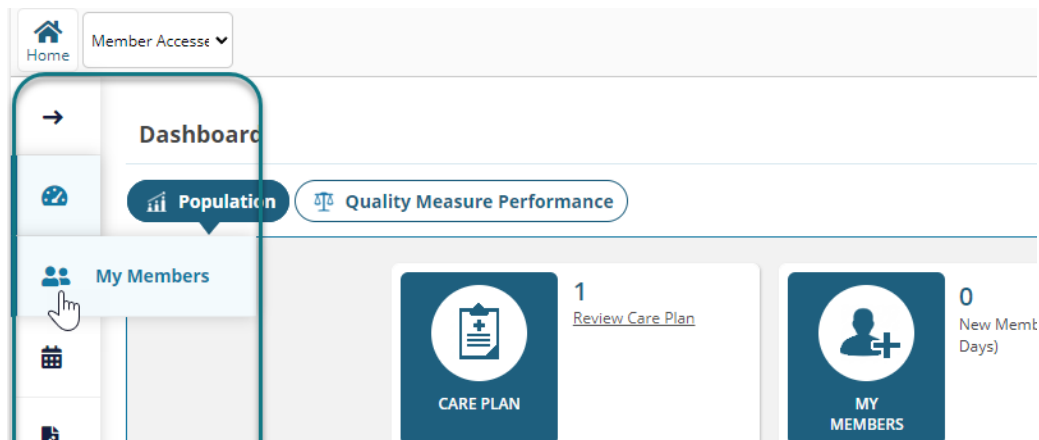 Home
Member Accesse
Dashboard
Population
Quality Measure Performance
My Members
1
Review Care Plan
CARE PLAN
0
New Memb
Days)
MY
MEMBERS